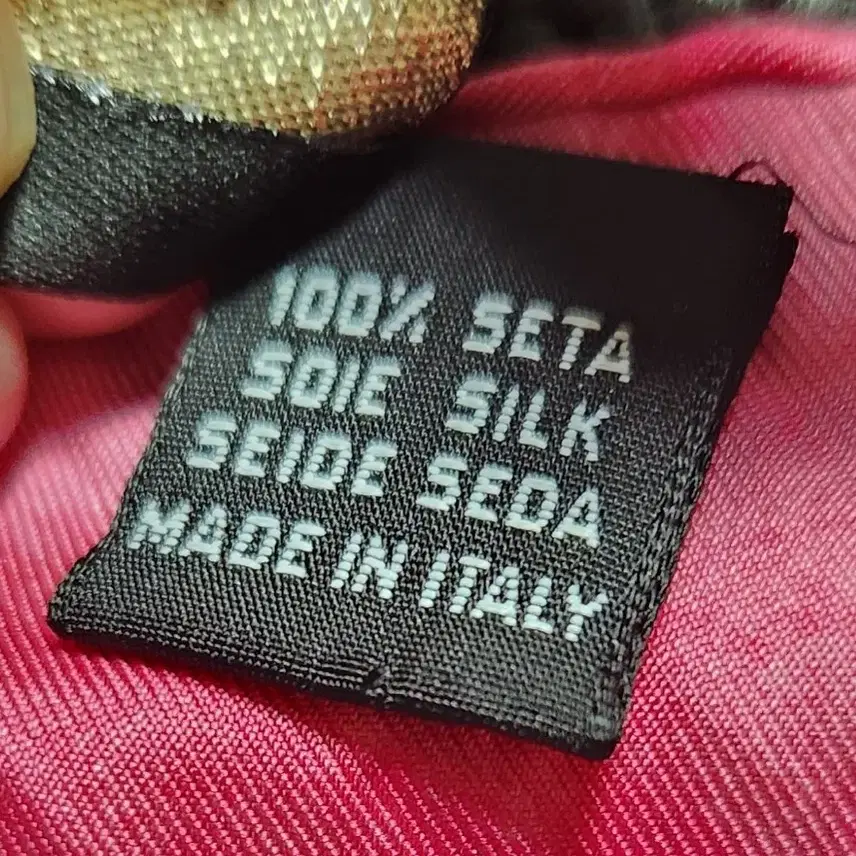 100% SETA
SOIE SILK
SEIDE SEDA
MADE IN ITALY